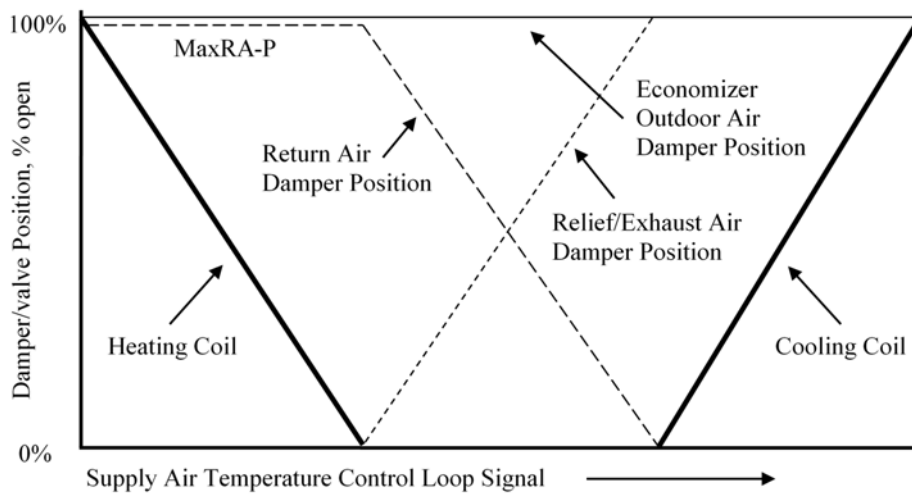 100%
MaxRA-P
Economizer
Outdoor Air
Damper Position
Return Air
Damper Position
Relief/Exhaust Air
Damper Position
Heating Coil
Cooling Coil
Damper/valve Position, % open
0%
Supply Air Temperature Control Loop Signal